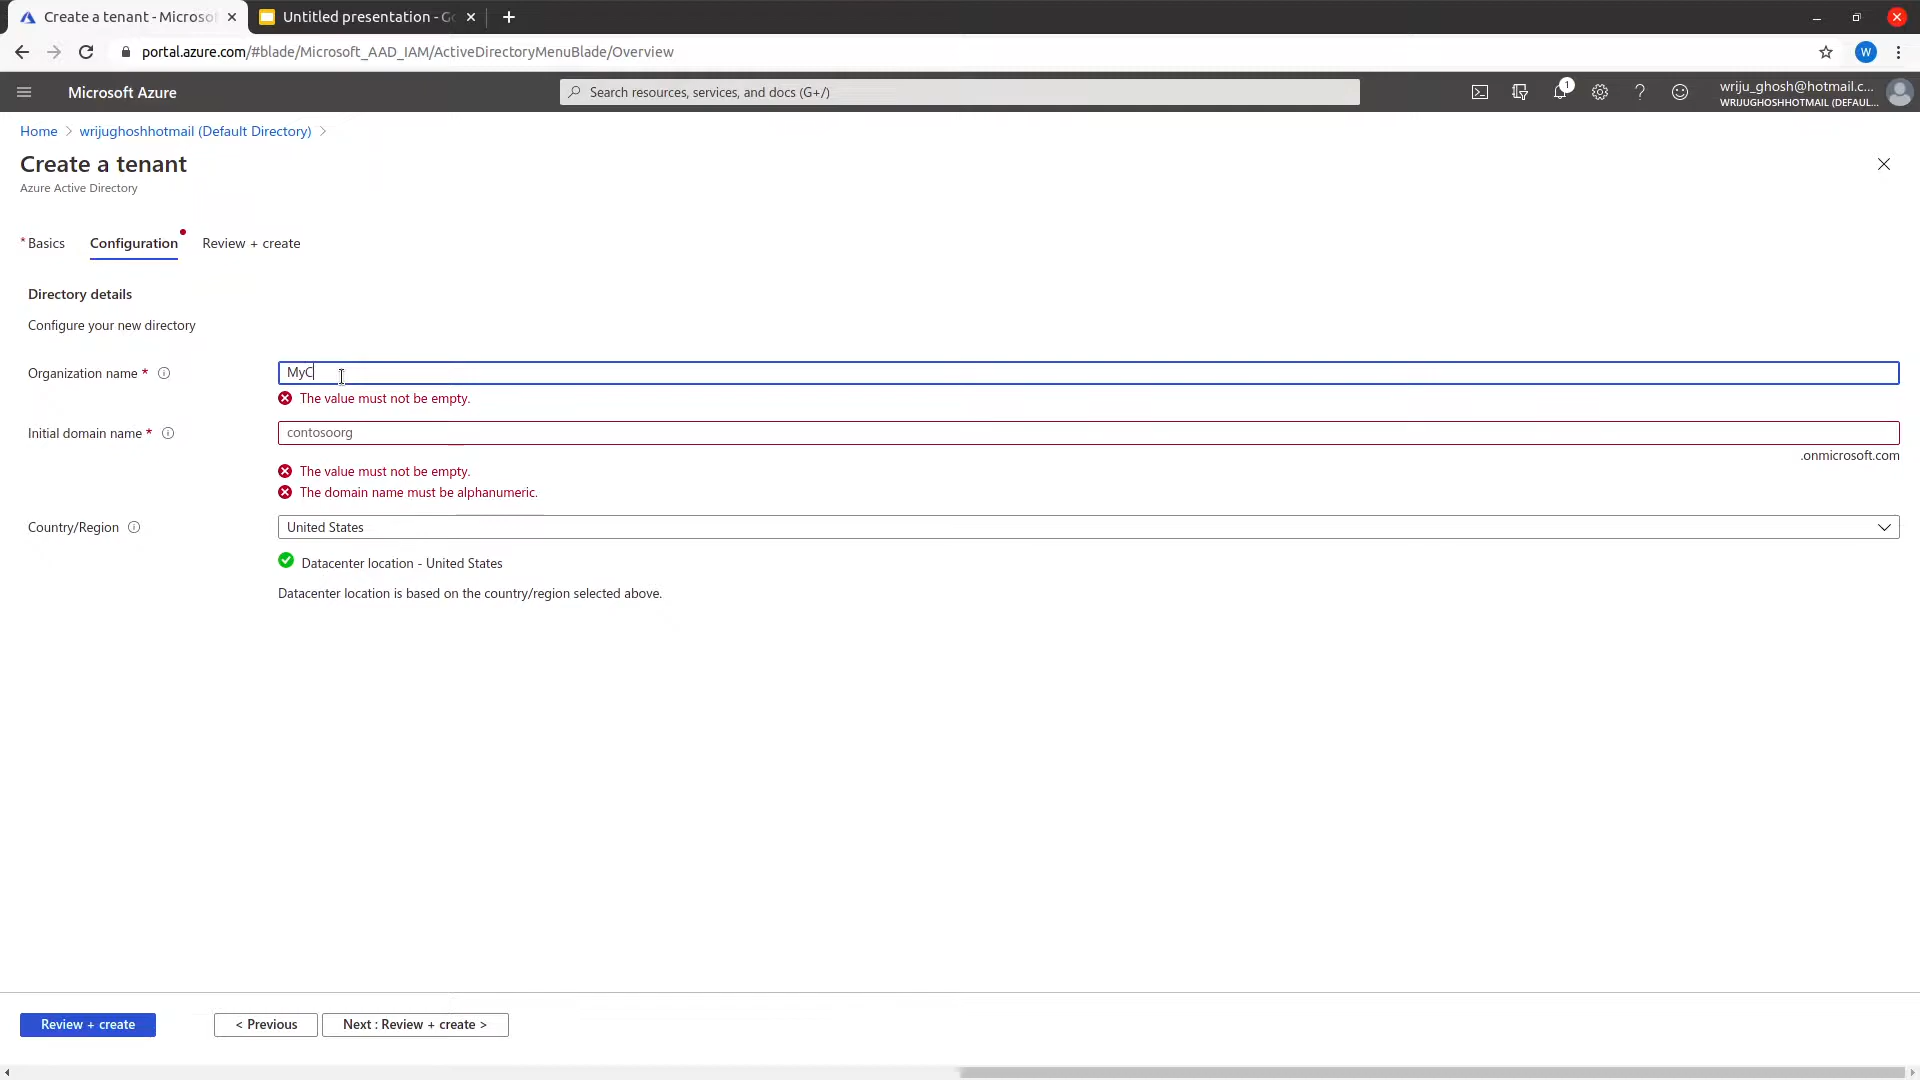 Create a tenant - Microso
Untitled presentation - Go
portal.azure.com/#blade/Microsoft_AAD_IAM/ActiveDirectoryMenuBlade/Overview
W
Microsoft Azure
Search resources, services, and docs (G+/)
1
wriju_ghosh@hotmail.c...
WRIJUGHOSHHOTMAIL (DEFAUL...
Home > wrijughoshhotmail (Default Directory) >
Create a tenant
Azure Active Directory
* Basics
Configuration
Review + create
Directory details
Configure your new directory
Organization name *
MyC
The value must not be empty.
Initial domain name *
contosoorg
.onmicrosoft.com
The value must not be empty.
The domain name must be alphanumeric.
Country/Region
United States
Datacenter location - United States
Datacenter location is based on the country/region selected above.
Review + create
< Previous
Next : Review + create >